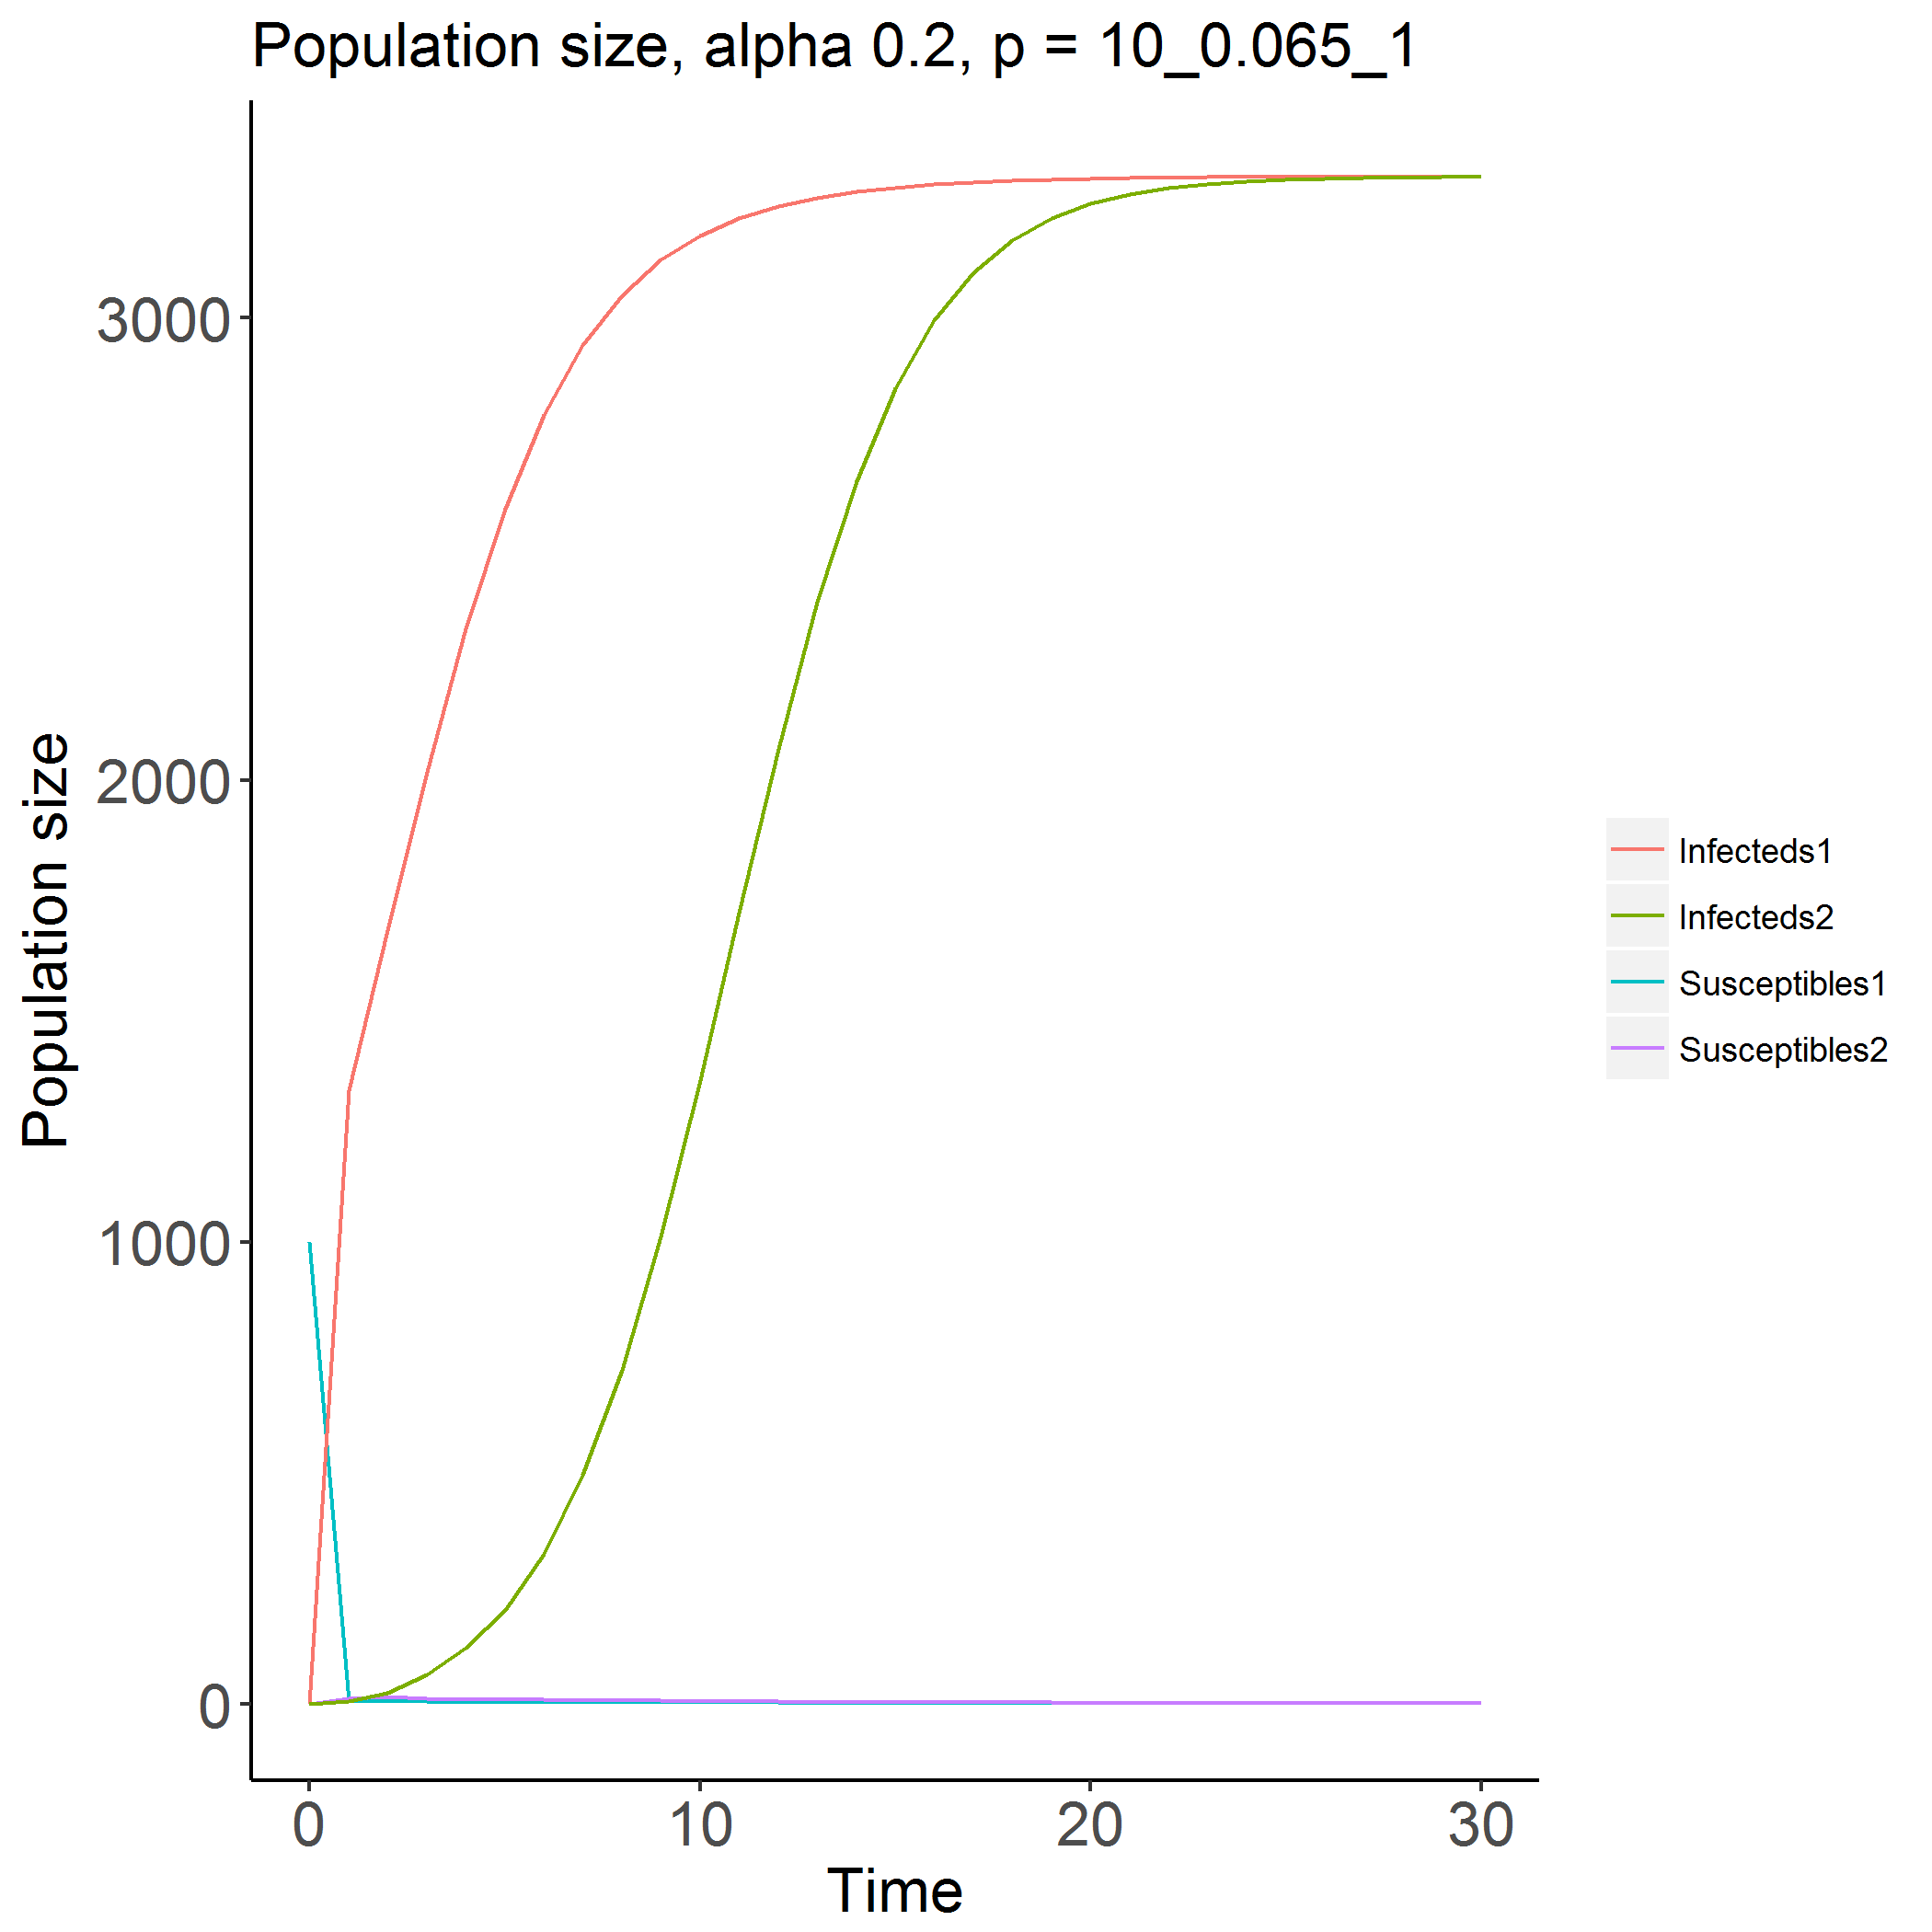 Population size, alpha 0.2, p = 10_0.065_1
Population size
3000
2000
1000
0
0 10 20 30
Time
Infecteds1
Infecteds2
Susceptibles1
Susceptibles2